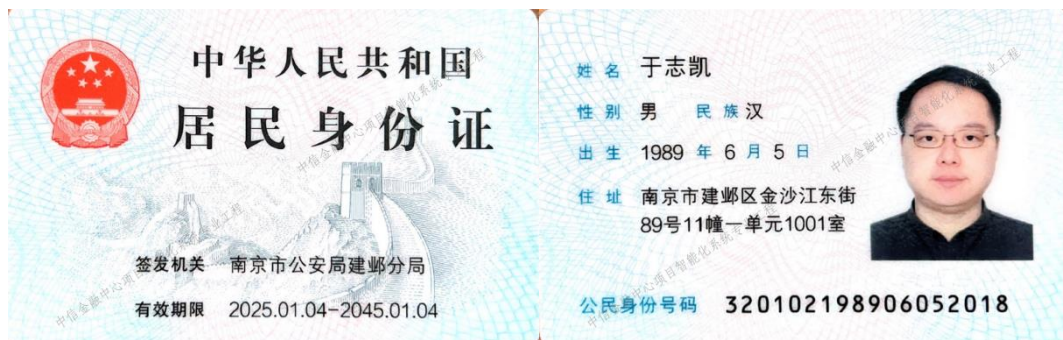 中华人民共和国
居民身份证
签发机关 南京市公安局建邺分局
有效期限 2025.01.04-2045.01.04
姓名 于志凯
性别 男 民族 汉
出生 1989 年 6 月 5 日
住址 南京市建邺区金沙江东街
89号11幢一单元1001室
公民身份号码 320102198906052018